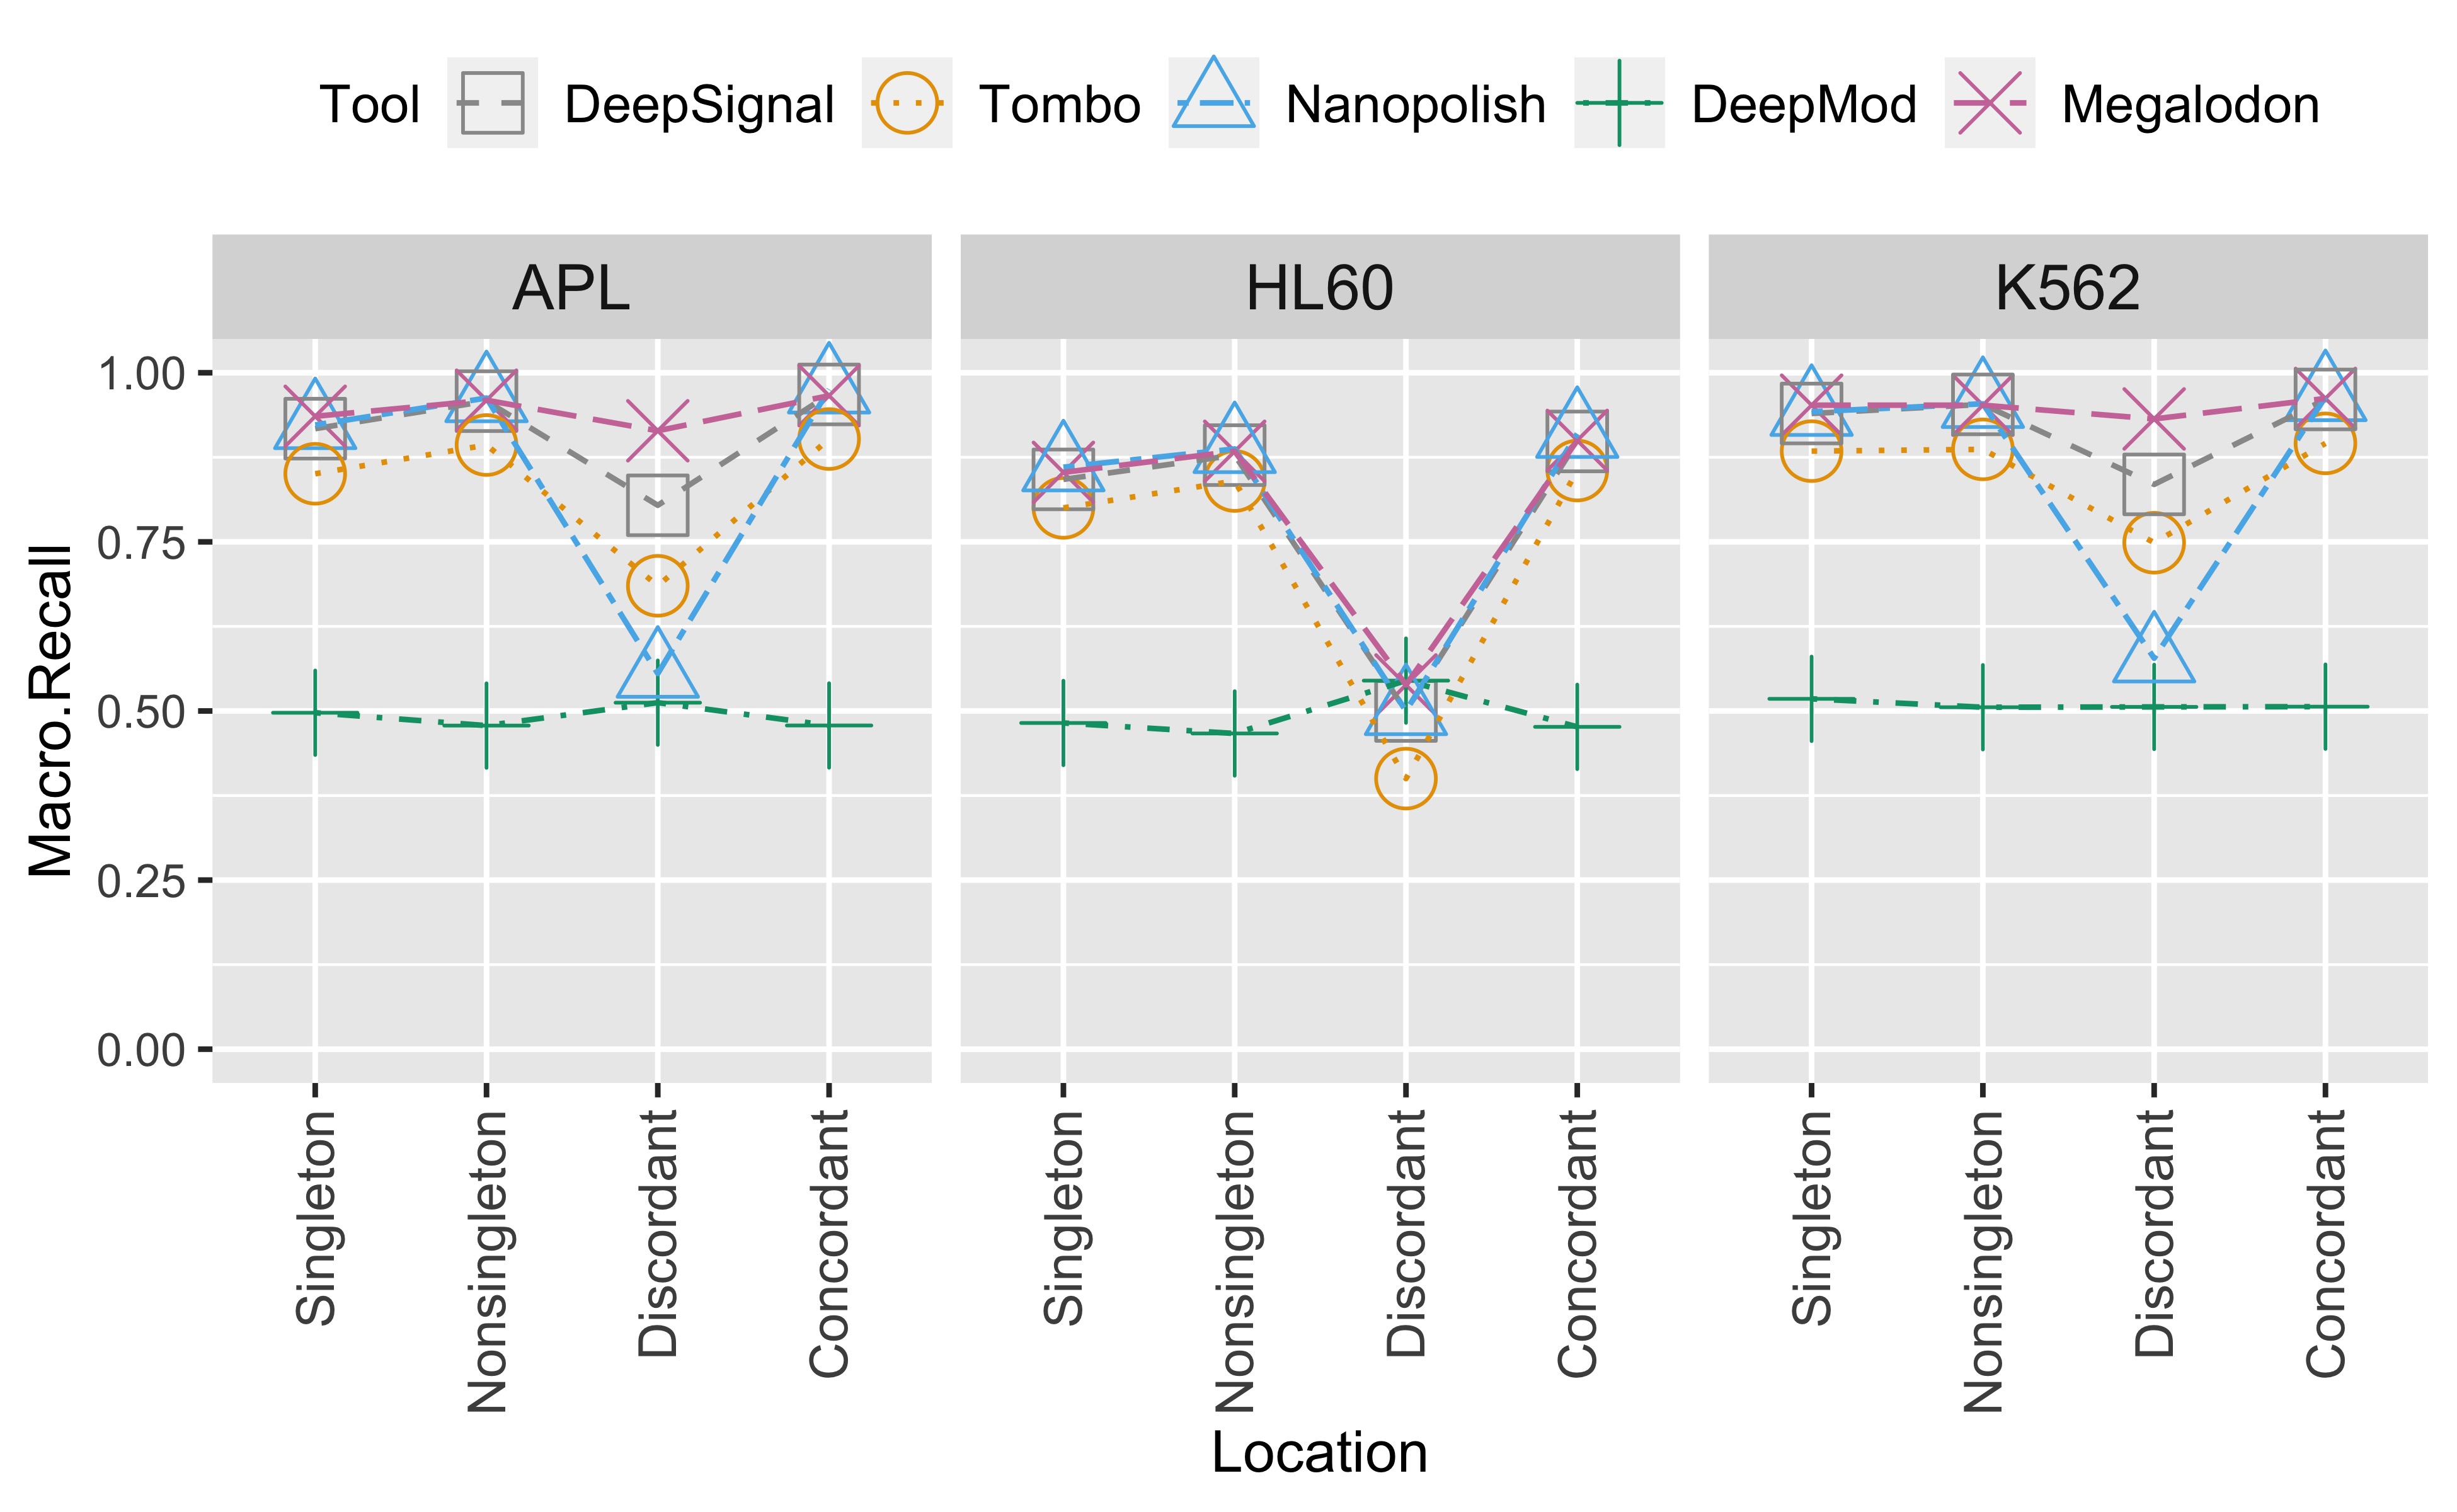 Tool DeepSignal Tombo Nanopolish DeepMod Megalodon
APL HL60 K562
Macro.Recall
1.00
0.75
0.50
0.25
0.00
Singleton Nonsingleton Discordant Concordant Singleton Nonsingleton Discordant Concordant Singleton Nonsingleton Discordant Concordant
Location